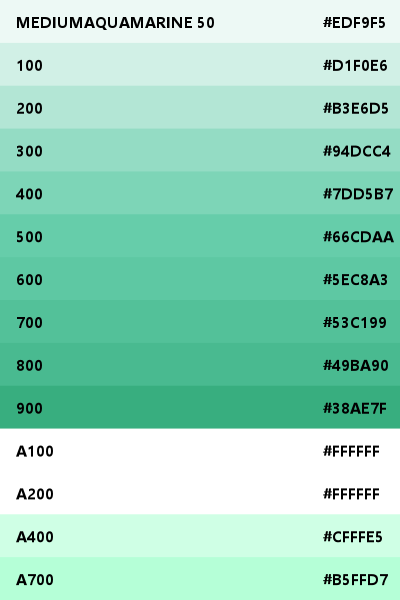 MEDIUMAQUAMARINE 50 #EDF9F5
100 #D1F0E6
200 #B3E6D5
300 #94DCC4
400 #7DD5B7
500 #66CDAA
600 #5EC8A3
700 #53C199
800 #49BA90
900 #38AE7F
A100 #FFFFFF
A200 #FFFFFF
A400 #CFFFE5
A700 #B5FFD7